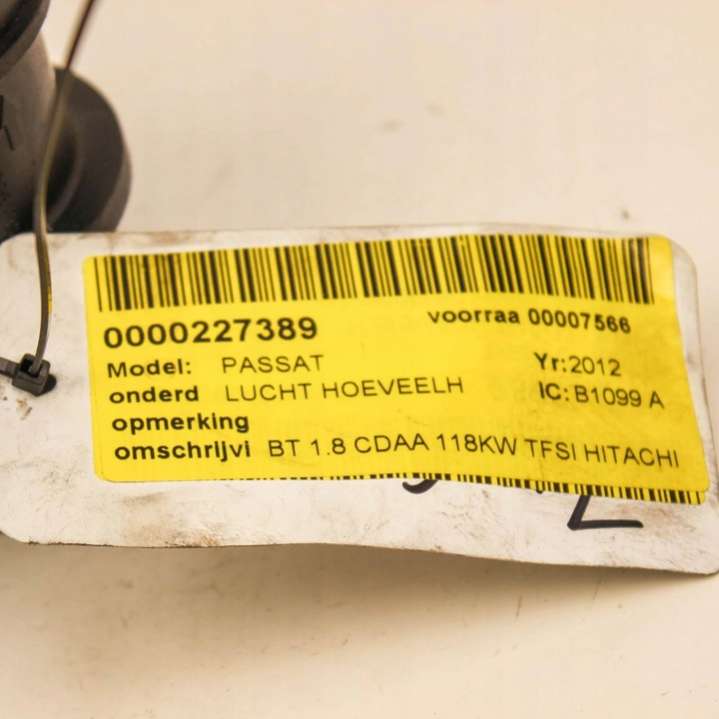 0000227389 voorraa 00007566
Model: PASSAT Yr: 2012
onderd LUCHT HOEVEELH IC: B1099 A
opmerking
omschrijvi BT 1.8 CDAA 118KW TFSI HITACHI